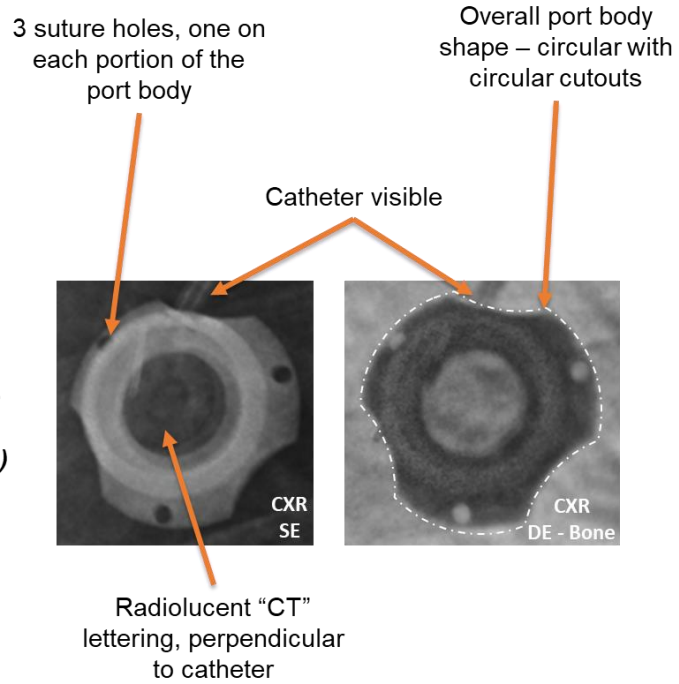 3 suture holes, one on
each portion of the
port body
Overall port body
shape – circular with
circular cutouts
Catheter visible
)
CXR
SE
CXR
DE - Bone
Radiolucent “CT”
lettering, perpendicular
to catheter